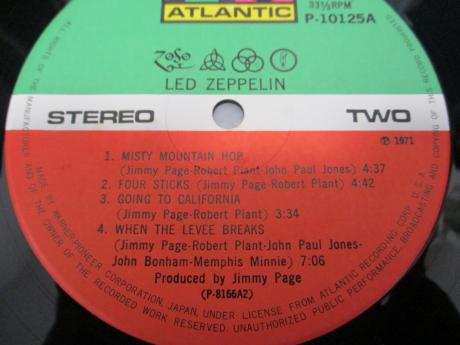 ATLANTIC
33⅓RPM
P-10125A
LED ZEPPELIN
STEREO
TWO
Ⓟ 1971
1. MISTY MOUNTAIN HOP
(Jimmy Page-Robert Plant-John Paul Jones) 4:37
2. FOUR STICKS (Jimmy Page-Robert Plant) 4:42
3. GOING TO CALIFORNIA
(Jimmy Page-Robert Plant) 3:34
4. WHEN THE LEVEE BREAKS
(Jimmy Page-Robert Plant-John Paul Jones-
John Bonham-Memphis Minnie) 7:06
Produced by Jimmy Page
(P-8166A2)
ALL RIGHTS OF THE MANUFACTURER AND OF THE OWNER OF THE RECORDED WORK RESERVED. UNAUTHORIZED PUBLIC PERFORMANCE, BROADCASTING AND COPYING OF THIS RECORD PROHIBITED
MADE BY WARNER-PIONEER CORPORATION, JAPAN, UNDER LICENSE FROM ATLANTIC RECORDING CORP., U.S.A.